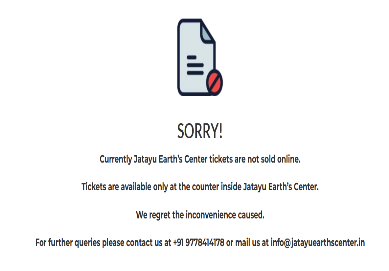 SORRY!
Currently Jatayu Earth's Center tickets are not sold online.
Tickets are available only at the counter inside Jatayu Earth's Center.
We regret the inconvenience caused.
For further queries please contact us at +91 9778414178 or mail us at info@jatayuearthscenter.in